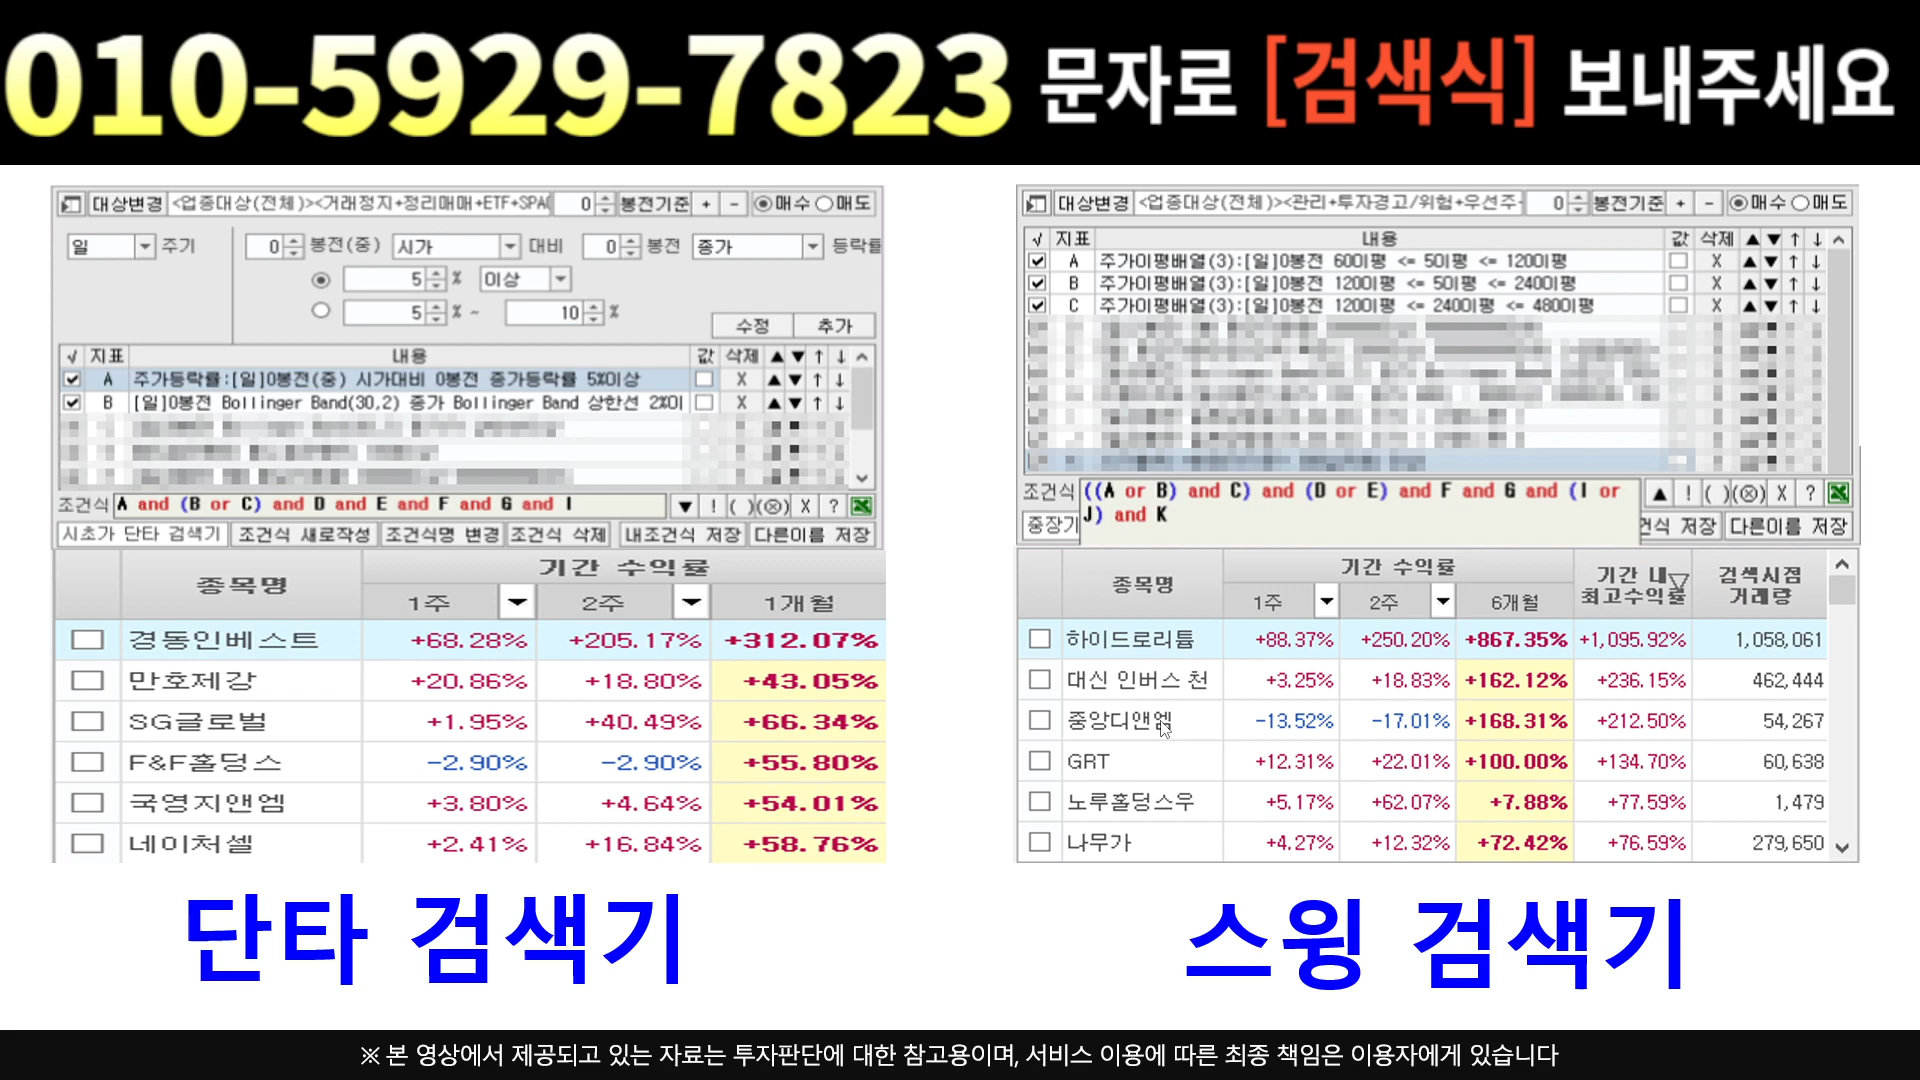 010-5929-7823 문자로 [검색식] 보내주세요
대상변경 <업종대상(전체)><거래정지+정리매매+ETF+SPA 0 봉전기준 + - 매수 매도
일 주기 0 봉전(중) 시가 대비 0 봉전 종가 등락률
5 % 이상
5 % ~ 10 %
수정 추가
√ 지표 내용 값 삭제 ▲ ▼ ↑ ↓
A 주가등락률:[일]0봉전(중) 시가대비 0봉전 종가등락률 5%이상 X ▲ ▼ ↑ ↓
B [일]0봉전 Bollinger Band(30,2) 종가 Bollinger Band 상한선 2%이 X ▲ ▼ ↑ ↓
조건식 A and (B or C) and D and E and F and G and I ▼ ! ( )(⊗) X ?
시초가 단타 검색기 조건식 새로작성 조건식명 변경 조건식 삭제 내조건식 저장 다른이름 저장
종목명 기간 수익률
1주 2주 1개월
경동인베스트 +68.28% +205.17% +312.07%
만호제강 +20.86% +18.80% +43.05%
SG글로벌 +1.95% +40.49% +66.34%
F&F홀딩스 -2.90% -2.90% +55.80%
국영지앤엠 +3.80% +4.64% +54.01%
네이처셀 +2.41% +16.84% +58.76%
단타 검색기
대상변경 <업종대상(전체)><관리+투자경고/위험+우선주+ 0 봉전기준 + - 매수 매도
√ 지표 내용 값 삭제 ▲ ▼ ↑ ↓
A 주가이평배열(3):[일]0봉전 60이평 <= 5이평 <= 120이평 X ▲ ▼ ↑ ↓
B 주가이평배열(3):[일]0봉전 120이평 <= 5이평 <= 240이평 X ▲ ▼ ↑ ↓
C 주가이평배열(3):[일]0봉전 120이평 <= 240이평 <= 480이평 X ▲ ▼ ↑ ↓
조건식 ((A or B) and C) and (D or E) and F and G and (I or ▲ ! ( )(⊗) X ?
J) and K
중장기 건식 저장 다른이름 저장
종목명 기간 수익률 기간 내 최고수익률 검색시점 거래량
1주 2주 6개월
하이드로리튬 +88.37% +250.20% +867.35% +1,095.92% 1,058,061
대신 인버스 천 +3.25% +18.83% +162.12% +236.15% 462,444
중앙디앤엠 -13.52% -17.01% +168.31% +212.50% 54,267
GRT +12.31% +22.01% +100.00% +134.70% 60,638
노루홀딩스우 +5.17% +62.07% +7.88% +77.59% 1,479
나무가 +4.27% +12.32% +72.42% +76.59% 279,650
스윙 검색기
※ 본 영상에서 제공되고 있는 자료는 투자판단에 대한 참고용이며, 서비스 이용에 따른 최종 책임은 이용자에게 있습니다